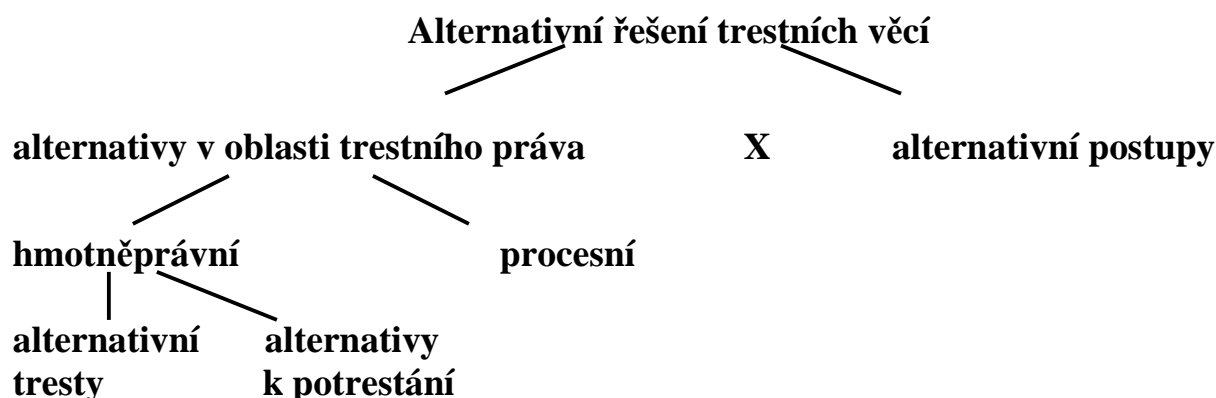 Alternativní řešení trestních věcí
alternativy v oblasti trestního práva X alternativní postupy
hmotněprávní procesní
alternativní alternativy
tresty k potrestání